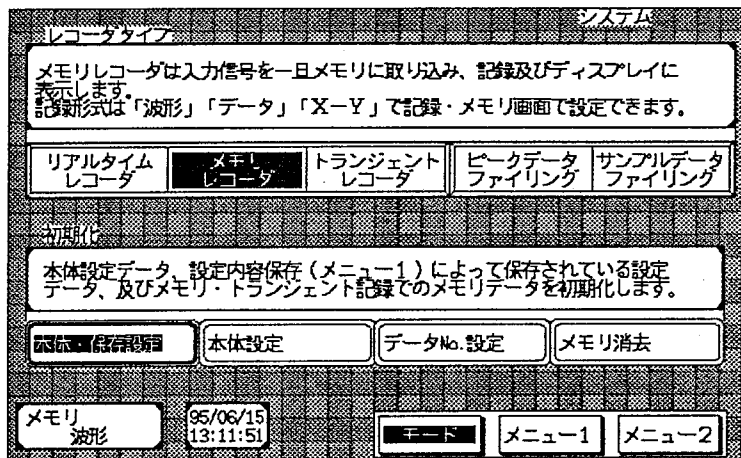 システム
レコーダタイプ
メモリレコーダは入力信号を一旦メモリに取り込み、記録及びディスプレイに
表示します。
記録形式は「波形」「データ」「X－Y」で記録・メモリ画面で設定できます。
リアルタイム
レコーダ
メモリ
レコーダ
トランジェント
レコーダ
ピークデータ
ファイリング
サンプルデータ
ファイリング
初期化
本体設定データ、設定内容保存（メニュー1）によって保存されている設定
データ、及びメモリ・トランジェント記録でのメモリデータを初期化します。
本体・保存設定
本体設定
データNo.設定
メモリ消去
メモリ
波形
95/06/15
13:11:51
モード
メニュー1
メニュー2